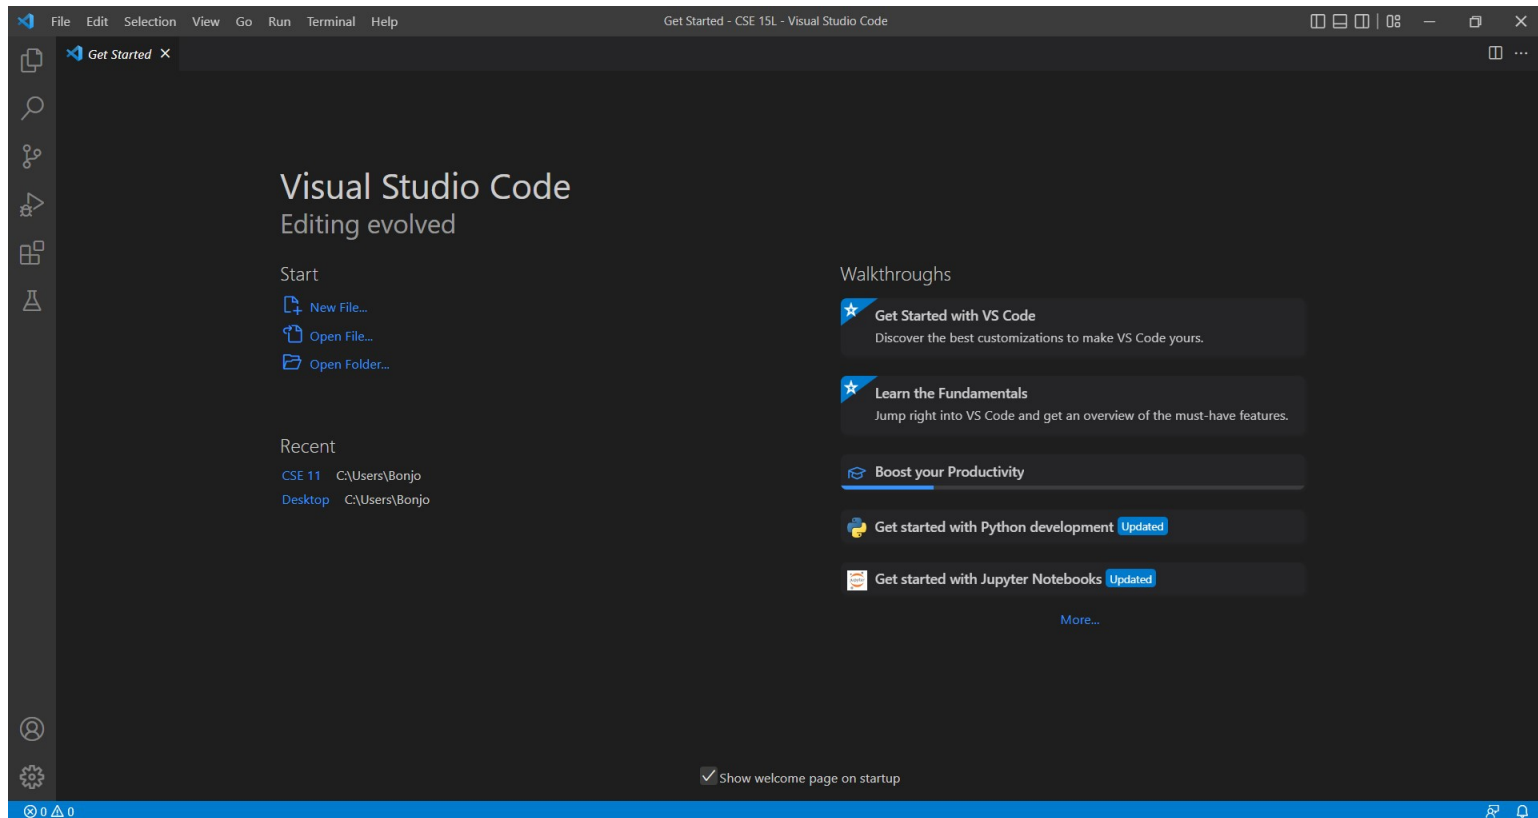 File Edit Selection View Go Run Terminal Help
Get Started - CSE 15L - Visual Studio Code
Get Started
Visual Studio Code
Editing evolved
Start
New File...
Open File...
Open Folder...
Recent
CSE 11 C:\Users\Bonjo
Desktop C:\Users\Bonjo
Walkthroughs
Get Started with VS Code
Discover the best customizations to make VS Code yours.
Learn the Fundamentals
Jump right into VS Code and get an overview of the must-have features.
Boost your Productivity
Get started with Python development Updated
Get started with Jupyter Notebooks Updated
More...
Show welcome page on startup
0 0